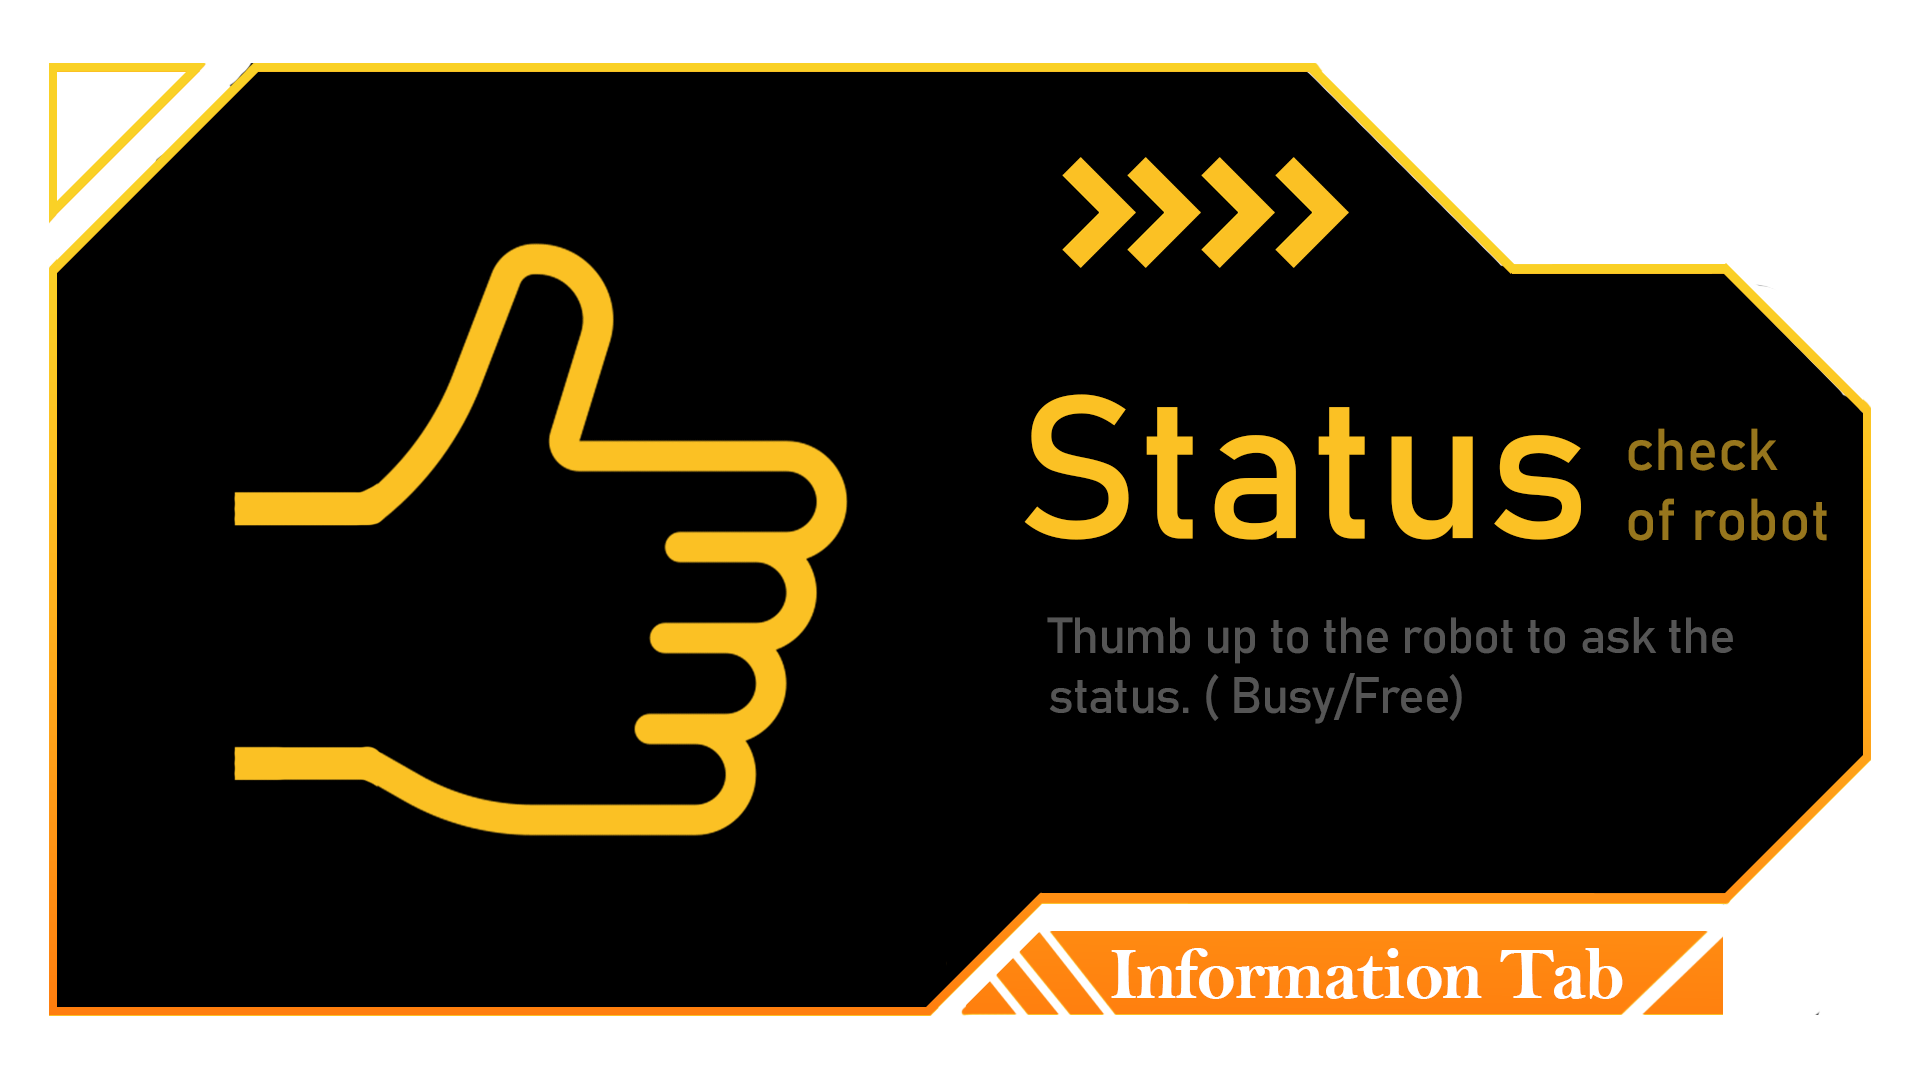 Status
check
of robot
Thumb up to the robot to ask the
status. ( Busy/Free)
Information Tab